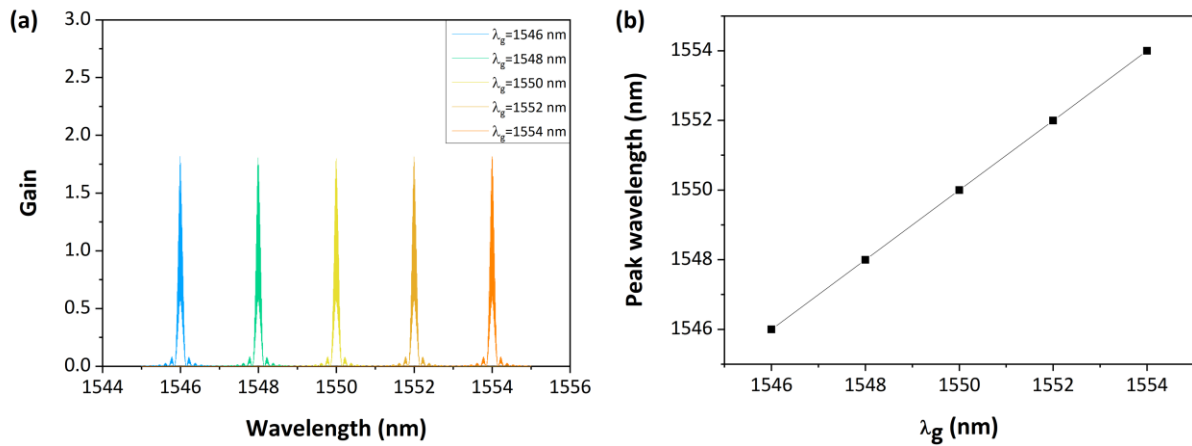 (a)
3.0
2.5
2.0
1.5
1.0
0.5
0.0
Gain
λg=1546 nm
λg=1548 nm
λg=1550 nm
λg=1552 nm
λg=1554 nm
1544 1546 1548 1550 1552 1554 1556
Wavelength (nm)
(b)
1554
1552
1550
1548
1546
Peak wavelength (nm)
1546 1548 1550 1552 1554
λg (nm)